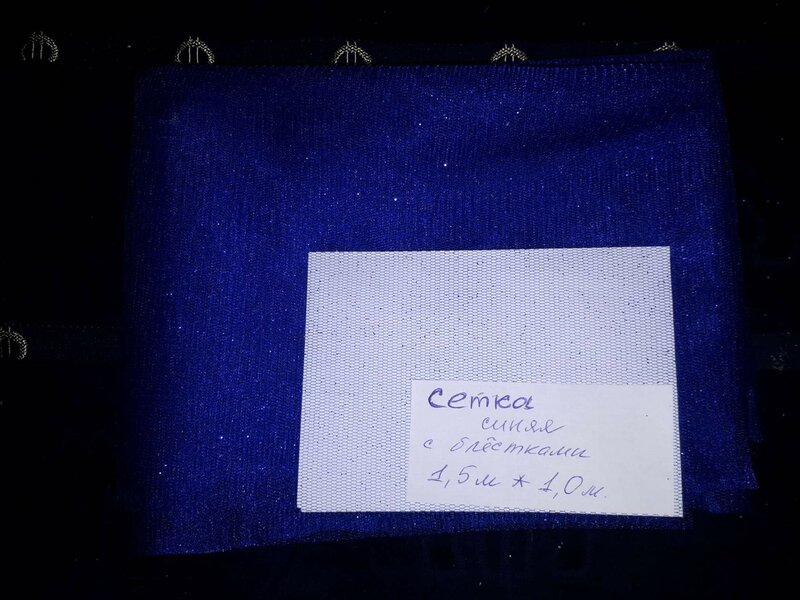 сетка
синяя
с блёстками
1,5м * 1,0м.